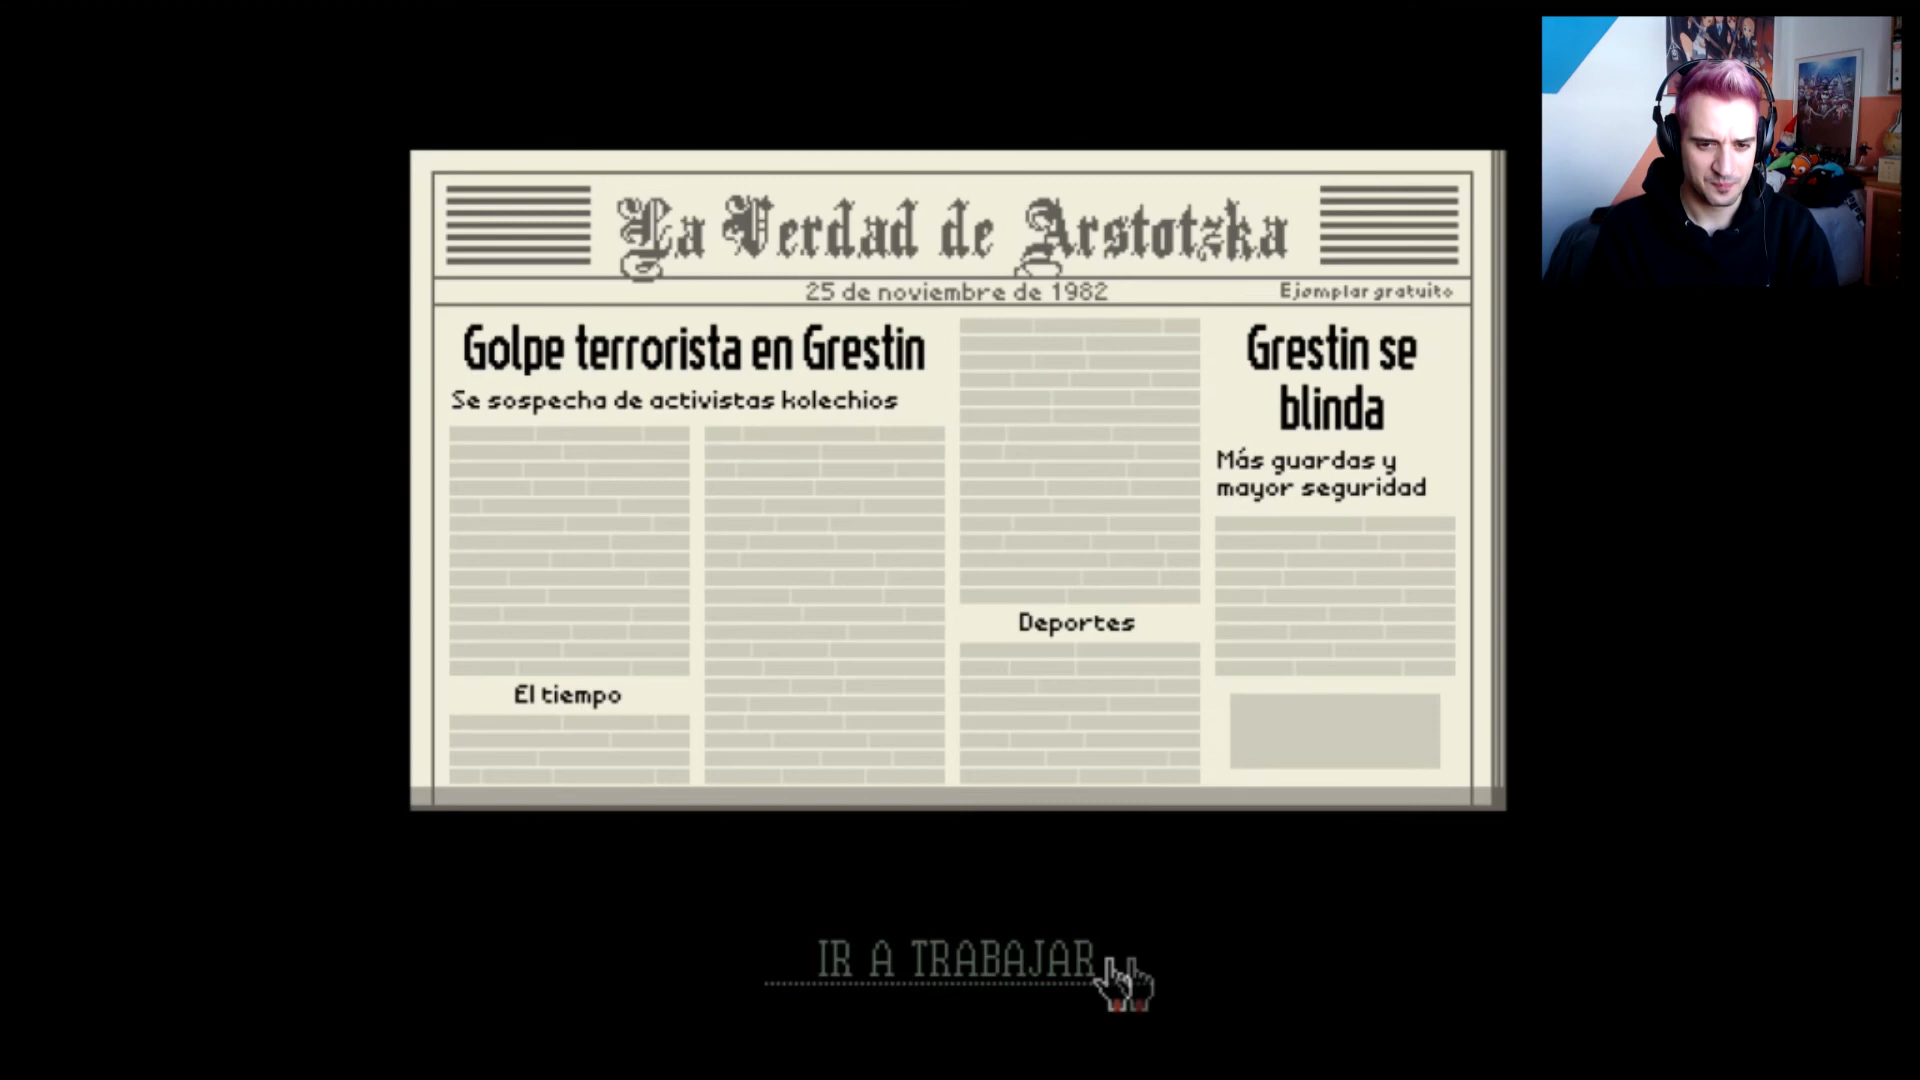 La Verdad de Arstotzka
25 de noviembre de 1982
Ejemplar gratuito
Golpe terrorista en Grestin
Se sospecha de activistas kolechios
El tiempo
Deportes
Grestin se
blinda
Más guardas y
mayor seguridad
IR A TRABAJAR